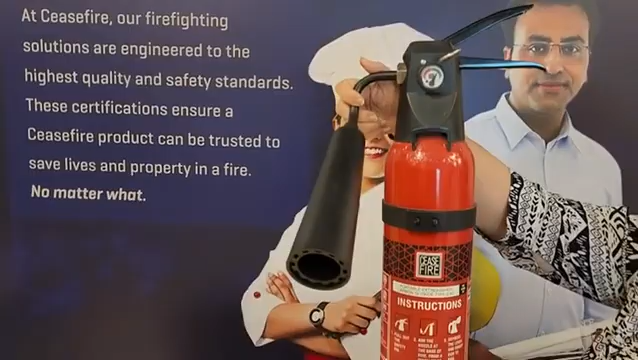 At Ceasefire, our firefighting
solutions are engineered to the
highest quality and safety standards.
These certifications ensure a
Ceasefire product can be trusted to
save lives and property in a fire.
No matter what.
CEASE
FIRE
INSTRUCTIONS